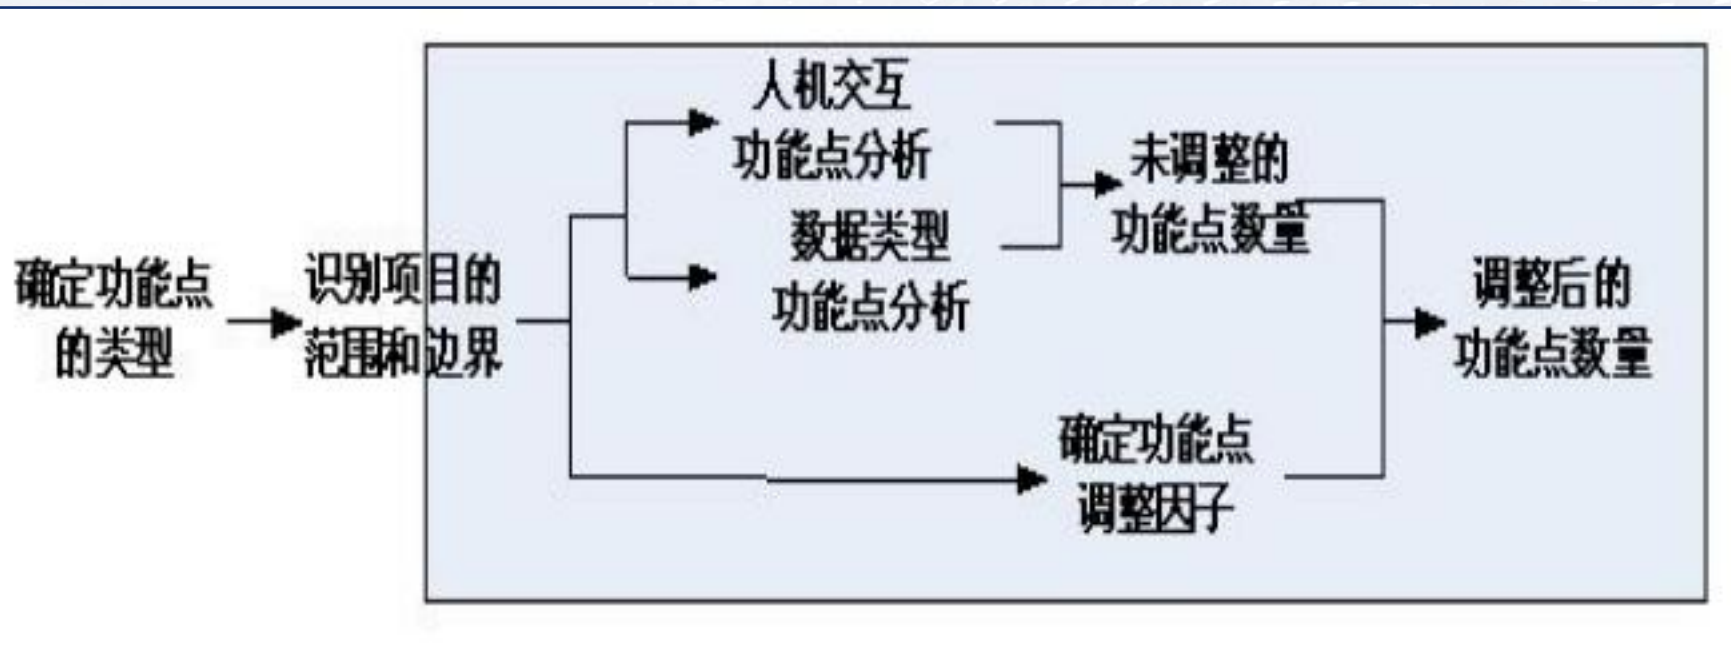 确定功能点
的类型
识别项目的
范围和边界
人机交互
功能点分析
数据类型
功能点分析
未调整的
功能点数量
确定功能点
调整因子
调整后的
功能点数量